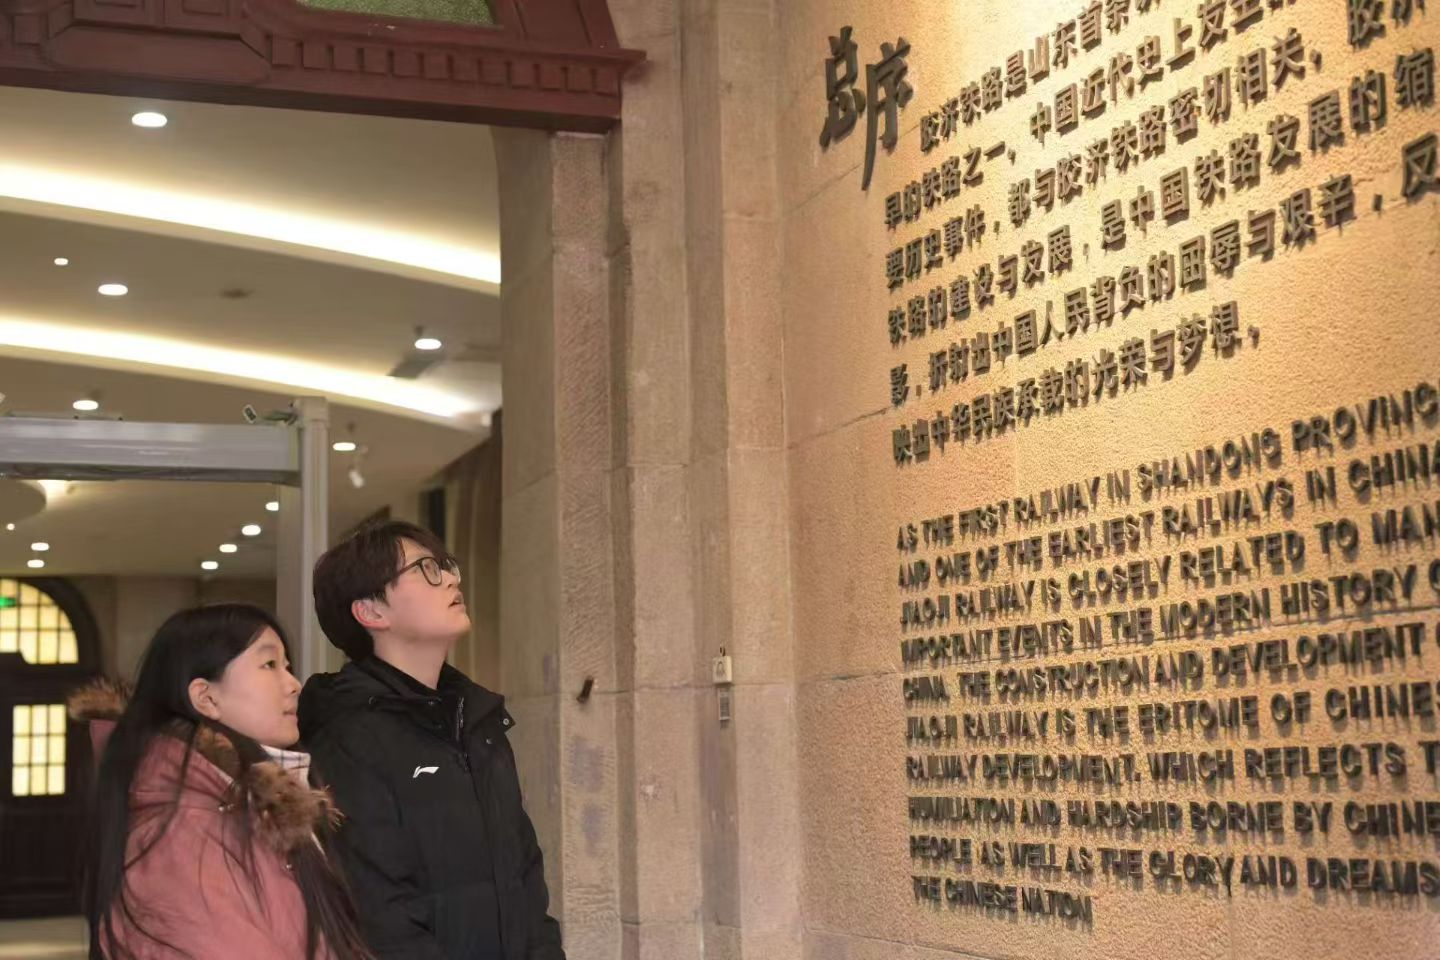 总序
胶济铁路是山东首条
早的铁路之一，中国近代史上发生的
要历史事件，都与胶济铁路密切相关，胶济
铁路的建设与发展，是中国铁路发展的缩
影，折射出中国人民背负的屈辱与艰辛，反
映出中华民族承载的光荣与梦想，
AS THE FIRST RAILWAY IN SHANDONG PROVINC
AND ONE OF THE EARLIEST RAILWAYS IN CHINA
JIAOJI RAILWAY IS CLOSELY RELATED TO MAN
IMPORTANT EVENTS IN THE MODERN HISTORY O
CHINA. THE CONSTRUCTION AND DEVELOPMENT
JIAOJI RAILWAY IS THE EPITOME OF CHINES
RAILWAY DEVELOPMENT. WHICH REFLECTS T
HUMILIATION AND HARDSHIP BORNE BY CHINE
PEOPLE AS WELL AS THE GLORY AND DREAMS
THE CHINESE NATION